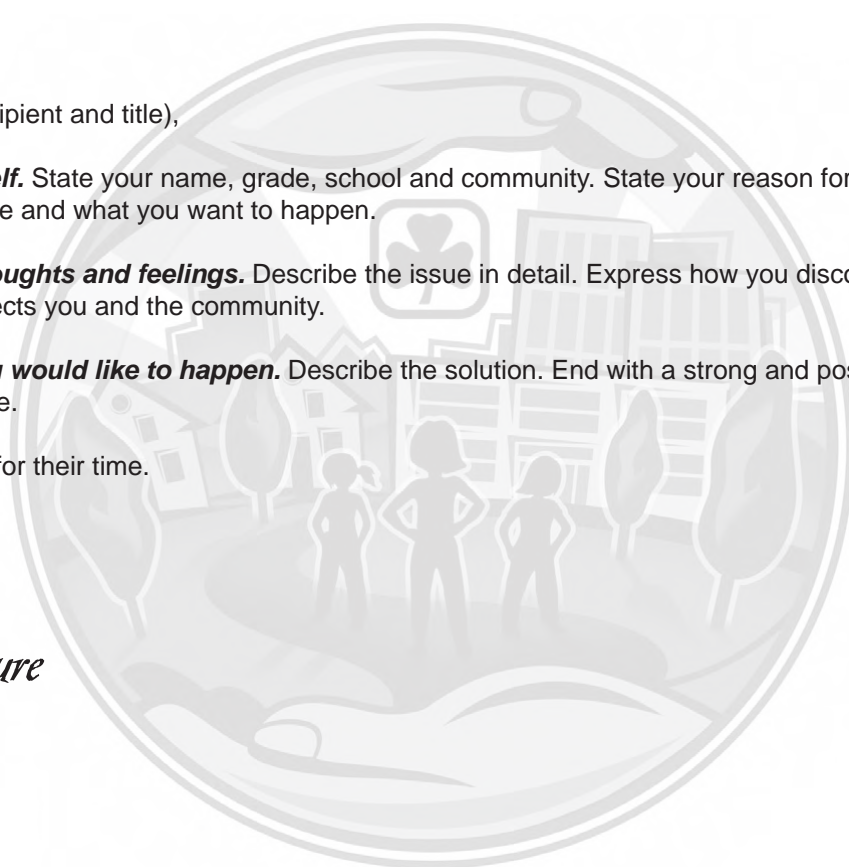 ipient and title),
elf. State your name, grade, school and community. State your reason for
e and what you want to happen.
oughts and feelings. Describe the issue in detail. Express how you disco
ects you and the community.
u would like to happen. Describe the solution. End with a strong and pos
e.
for their time.
ure